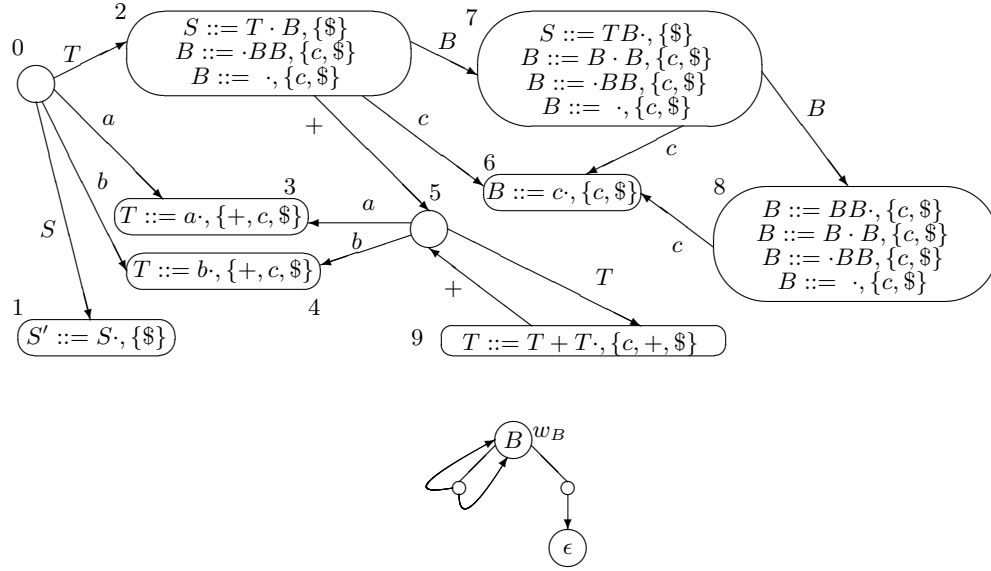 0
2
S ::= T · B, {$}
B ::= ·BB, {c, $}
B ::= ·, {c, $}
7
S ::= TB·, {$}
B ::= B · B, {c, $}
B ::= ·BB, {c, $}
B ::= ·, {c, $}
T
B
a
+
c
B
b
c
3
T ::= a·, {+, c, $}
a
5
6
B ::= c·, {c, $}
8
B ::= BB·, {c, $}
B ::= B · B, {c, $}
B ::= ·BB, {c, $}
B ::= ·, {c, $}
S
b
c
T ::= b·, {+, c, $}
4
+
T
1
S′ ::= S·, {$}
9
T ::= T + T·, {c, +, $}
B
w_B
ϵ